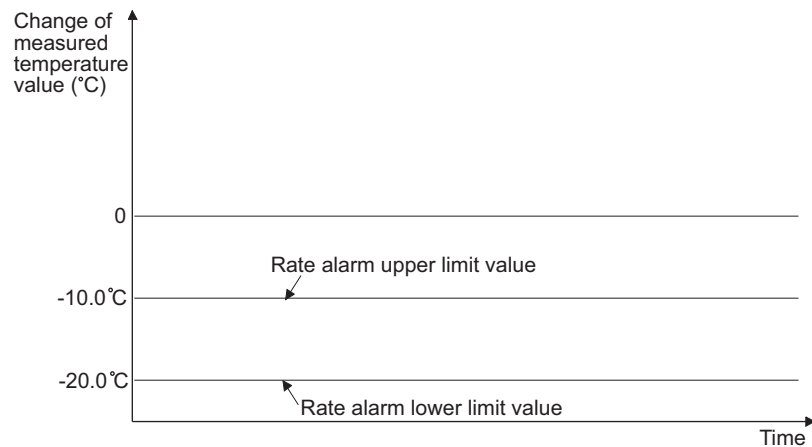 Change of
measured
temperature
value (°C)
0
Rate alarm upper limit value
-10.0°C
-20.0°C
Rate alarm lower limit value
Time